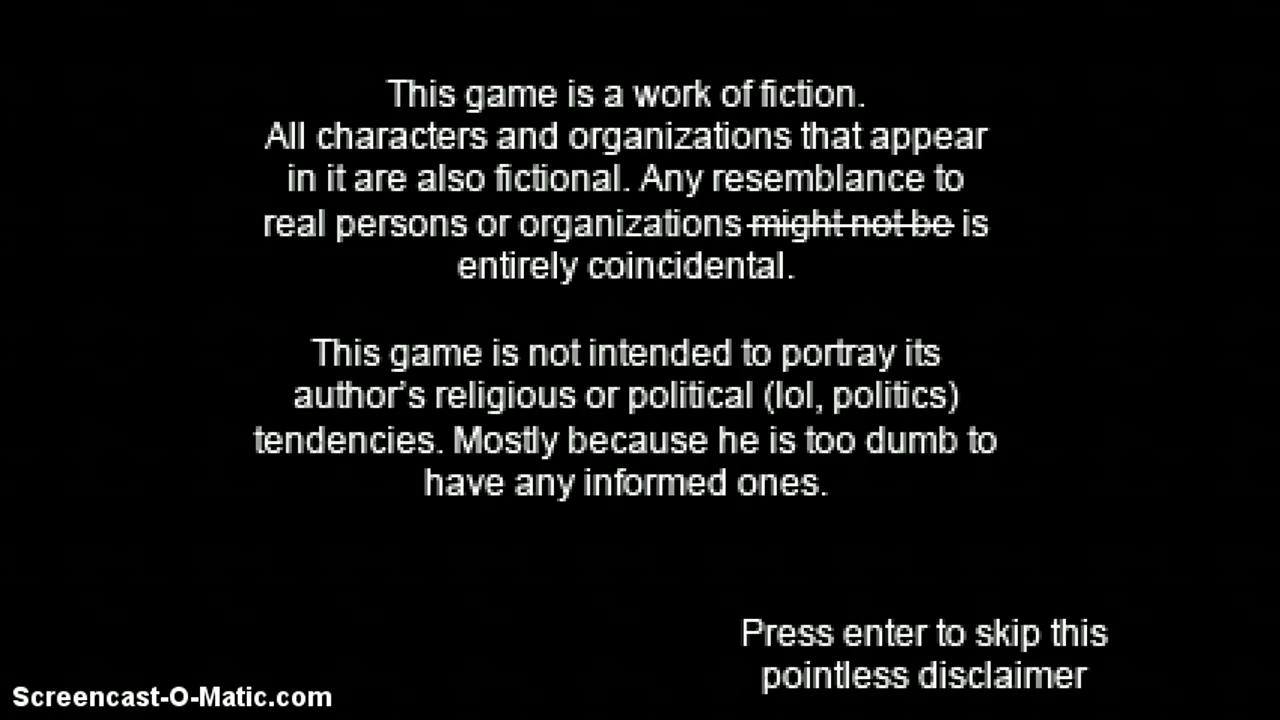 This game is a work of fiction.
All characters and organizations that appear
in it are also fictional. Any resemblance to
real persons or organizations might not be is
entirely coincidental.
This game is not intended to portray its
author's religious or political (lol, politics)
tendencies. Mostly because he is too dumb to
have any informed ones.
Press enter to skip this
pointless disclaimer
Screencast-O-Matic.com